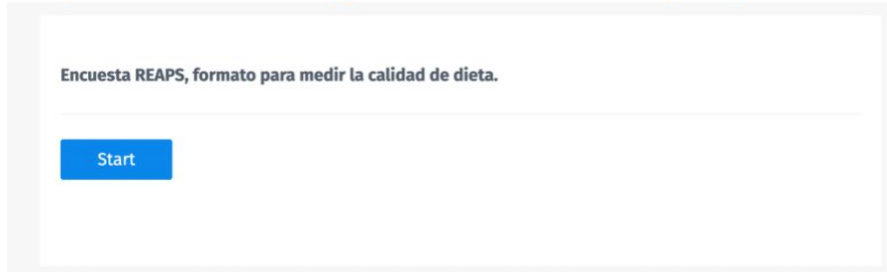 Encuesta REAPS, formato para medir la calidad de dieta.
Start